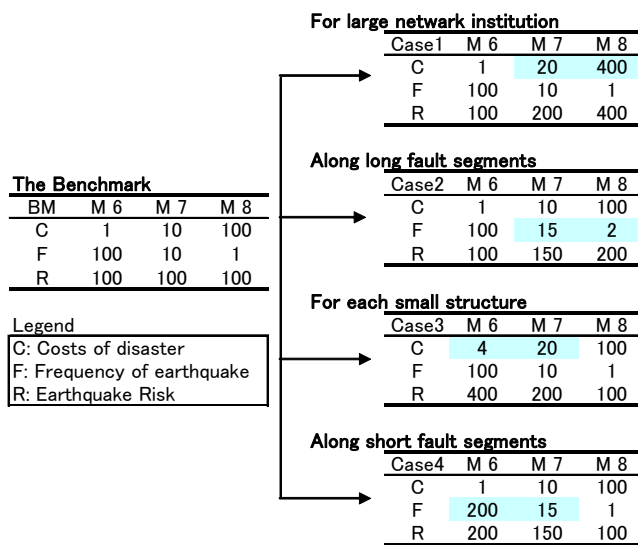 For large netwark institution
Case1 M 6 M 7 M 8
C 1 20 400
F 100 10 1
R 100 200 400
Along long fault segments
Case2 M 6 M 7 M 8
C 1 10 100
F 100 15 2
R 100 150 200
The Benchmark
BM M 6 M 7 M 8
C 1 10 100
F 100 10 1
R 100 100 100
Legend
C: Costs of disaster
F: Frequency of earthquake
R: Earthquake Risk
For each small structure
Case3 M 6 M 7 M 8
C 4 20 100
F 100 10 1
R 400 200 100
Along short fault segments
Case4 M 6 M 7 M 8
C 1 10 100
F 200 15 1
R 200 150 100